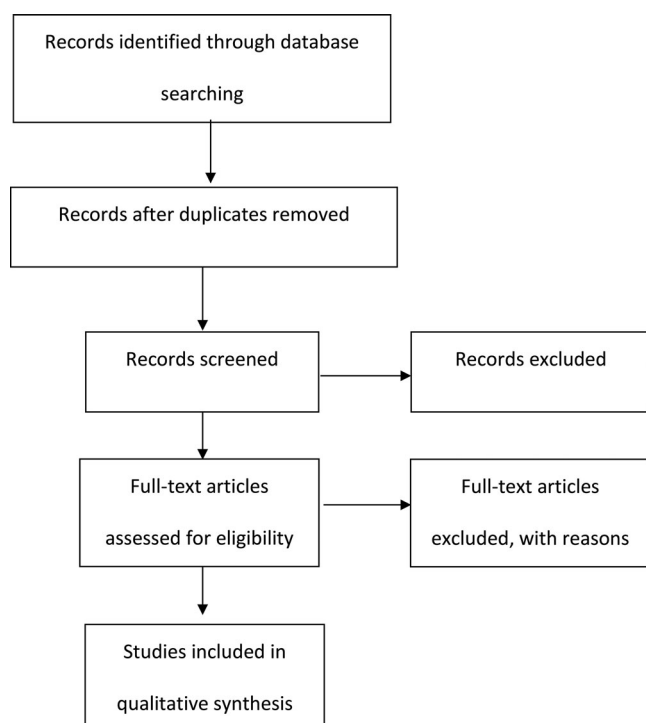 Records identified through database
searching
Records after duplicates removed
Records screened
Records excluded
Full-text articles
assessed for eligibility
Full-text articles
excluded, with reasons
Studies included in
qualitative synthesis